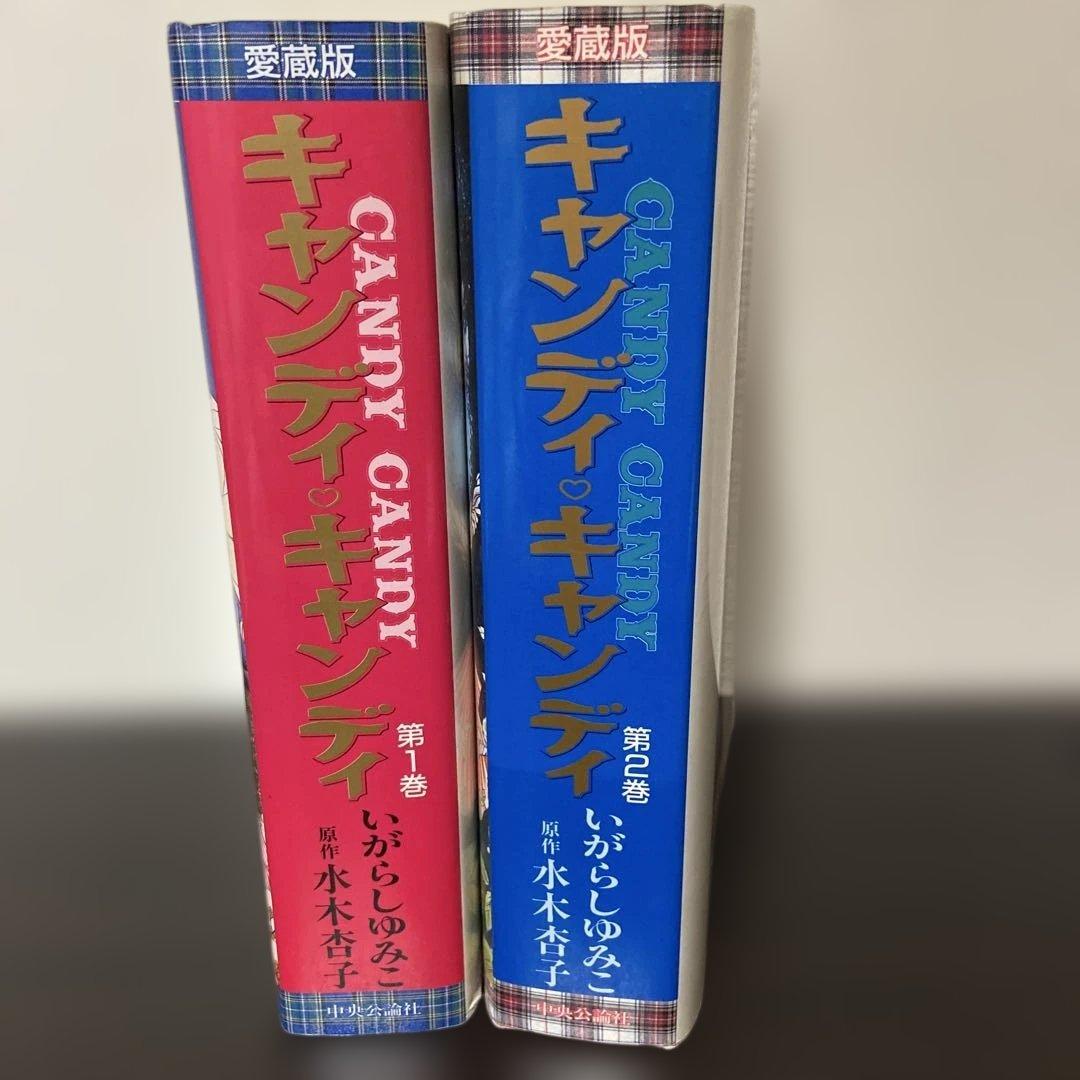 愛蔵版
キャンディ♡キャンディ
CANDY CANDY
第1巻
いがらしゆみこ
原作 水木杏子
中央公論社
愛蔵版
キャンディ♡キャンディ
CANDY CANDY
第2巻
いがらしゆみこ
原作 水木杏子
中央公論社